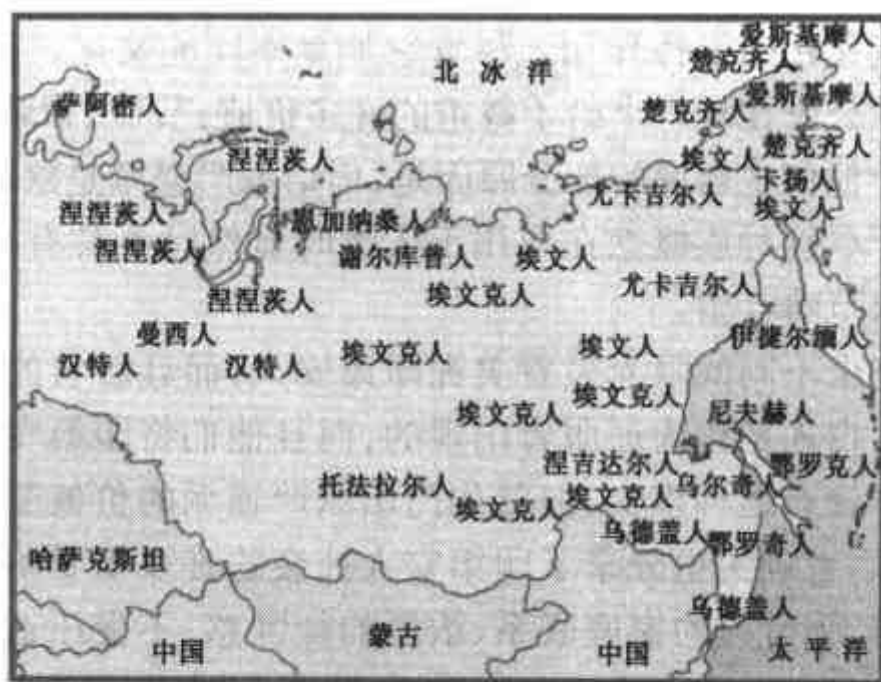 爱斯基摩人
北冰洋
楚克齐人
萨阿密人
楚克齐人
爱斯基摩人
涅涅茨人
埃文人
楚克齐人
卡扬人
尤卡吉尔人
涅涅茨人
恩加纳桑人
埃文人
涅涅茨人
谢尔库普人
埃文人
涅涅茨人
埃文克人
尤卡吉尔人
曼西人
伊捷尔缅人
汉特人
汉特人
埃文克人
埃文人
埃文克人
埃文克人
尼夫赫人
涅吉达尔人
鄂罗克人
托法拉尔人
埃文克人
埃文克人
乌尔奇人
乌德盖人
鄂罗奇人
哈萨克斯坦
乌德盖人
中国
蒙古
中国
太平洋